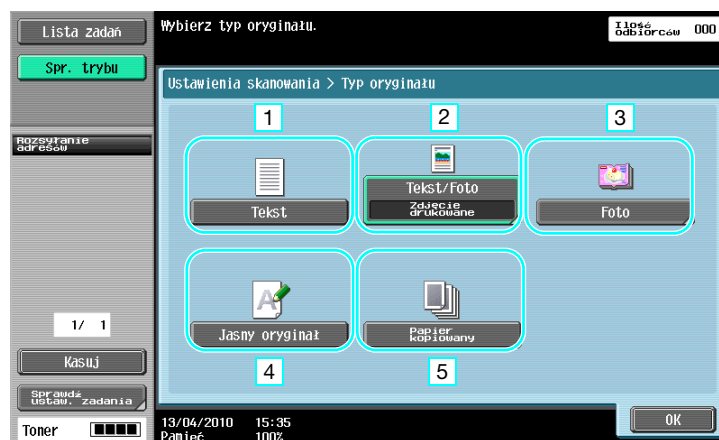 Lista zadań
Wybierz typ oryginału.
Ilość
odbiorców 000
Spr. trybu
Ustawienia skanowania > Typ oryginału
Rozsyłanie
adresów
1
2
3
Tekst
Tekst/Foto
Zdjęcie
drukowane
Foto
Jasny oryginał
Papier
kopiowany
4
5
1/ 1
Kasuj
Sprawdź
ustaw. zadania
Toner
13/04/2010 15:35
Pamięć 100%
OK